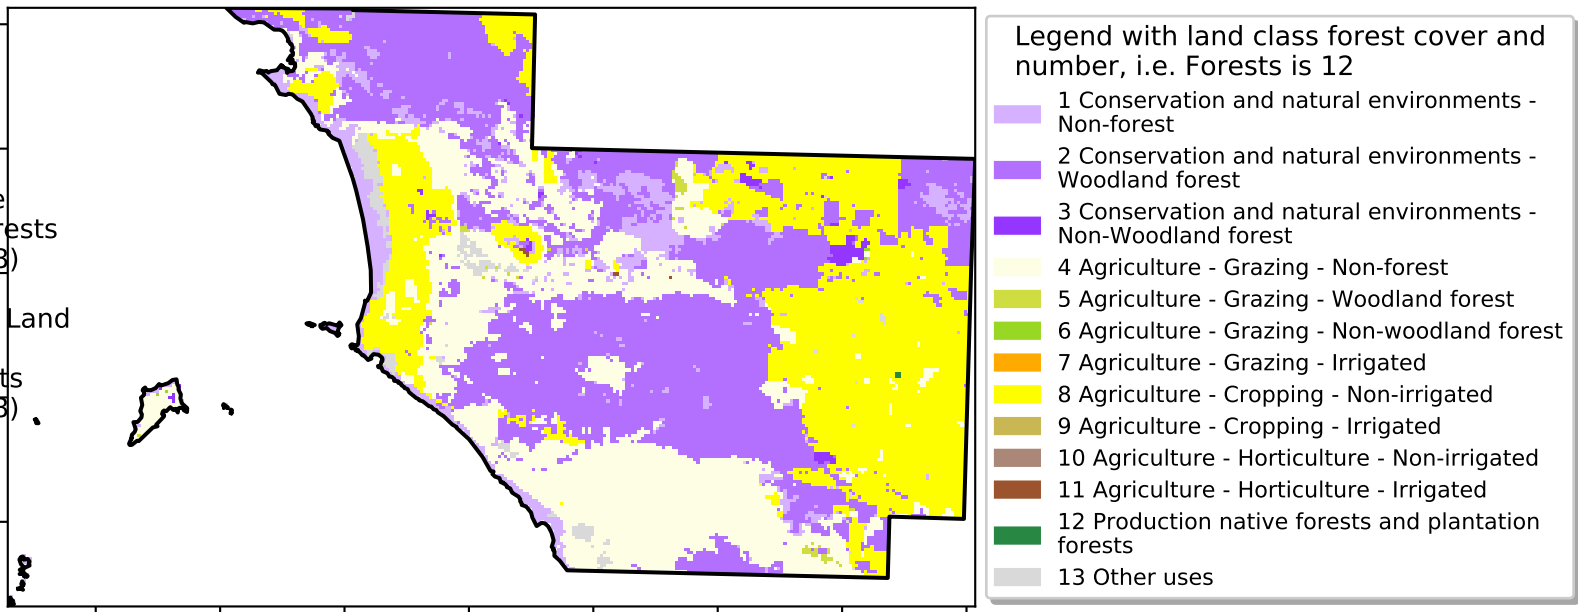 rests
3)
Land
ts
3)
Legend with land class forest cover and
number, i.e. Forests is 12
1 Conservation and natural environments -
Non-forest
2 Conservation and natural environments -
Woodland forest
3 Conservation and natural environments -
Non-Woodland forest
4 Agriculture - Grazing - Non-forest
5 Agriculture - Grazing - Woodland forest
6 Agriculture - Grazing - Non-woodland forest
7 Agriculture - Grazing - Irrigated
8 Agriculture - Cropping - Non-irrigated
9 Agriculture - Cropping - Irrigated
10 Agriculture - Horticulture - Non-irrigated
11 Agriculture - Horticulture - Irrigated
12 Production native forests and plantation
forests
13 Other uses